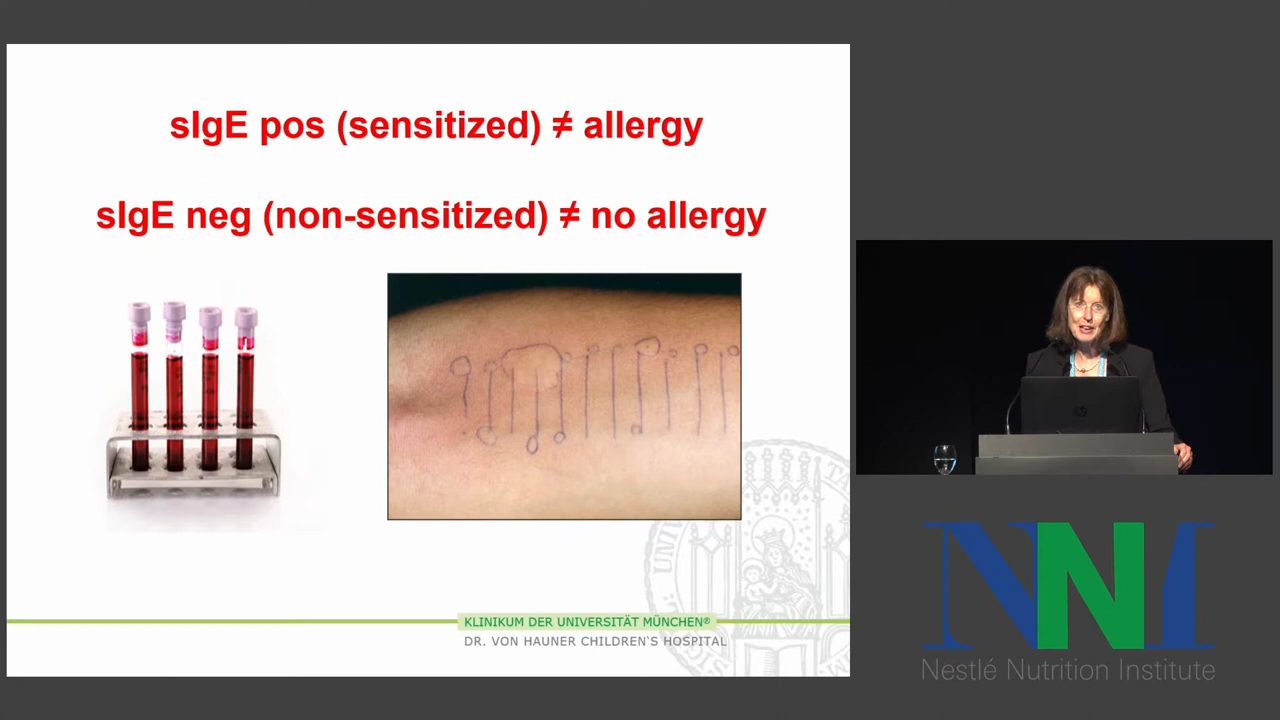 sIgE pos (sensitized) ≠ allergy
sIgE neg (non-sensitized) ≠ no allergy
KLINIKUM DER UNIVERSITÄT MÜNCHEN®
DR. VON HAUNER CHILDREN'S HOSPITAL
NNI
Nestlé Nutrition Institute